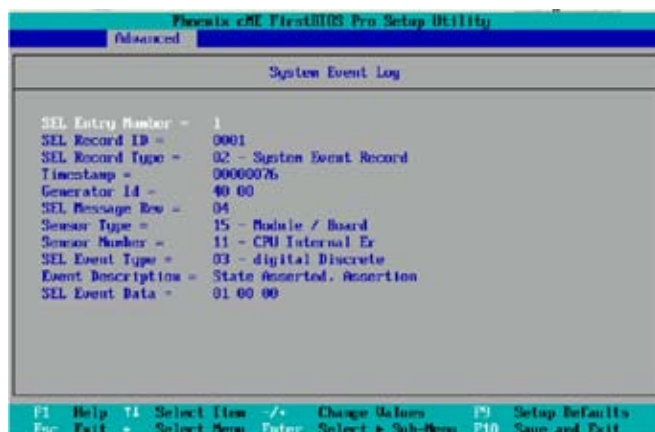 Phoenix cME FirstBIOS Pro Setup Utility
Advanced
System Event Log
SEL Entry Number = 1
SEL Record ID = 0001
SEL Record Type = 02 - System Event Record
Timestamp = 00000076
Generator Id = 40 00
SEL Message Rev = 04
Sensor Type = 15 - Module / Board
Sensor Number = 11 - CPU Internal Er
SEL Event Type = 03 - digital Discrete
Event Description = State Asserted, Assertion
SEL Event Data = 01 00 00
F1 Help ↑↓ Select Item -/+ Change Values F9 Setup Defaults
Esc Exit Select Menu Enter Select ▶ Sub-Menu F10 Save and Exit